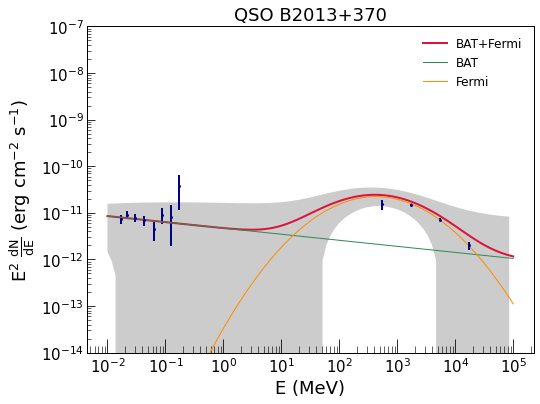 QSO B2013+370
BAT+Fermi
BAT
Fermi
E² dN/dE (erg cm⁻² s⁻¹)
10⁻⁷
10⁻⁸
10⁻⁹
10⁻¹⁰
10⁻¹¹
10⁻¹²
10⁻¹³
10⁻¹⁴
10⁻² 10⁻¹ 10⁰ 10¹ 10² 10³ 10⁴ 10⁵
E (MeV)